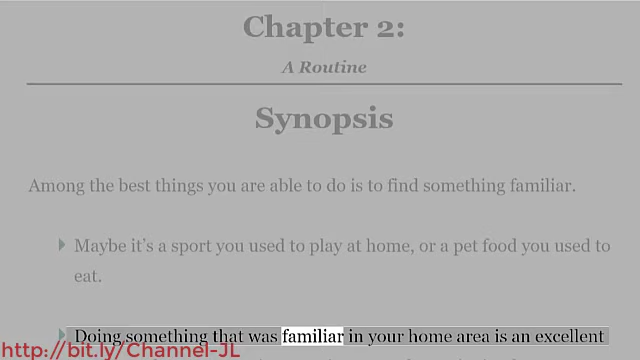 Chapter 2:
A Routine
Synopsis
Among the best things you are able to do is to find something familiar.
Maybe it's a sport you used to play at home, or a pet food you used to
eat.
Doing something that was familiar in your home area is an excellent
http://bit.ly/Channel-JL